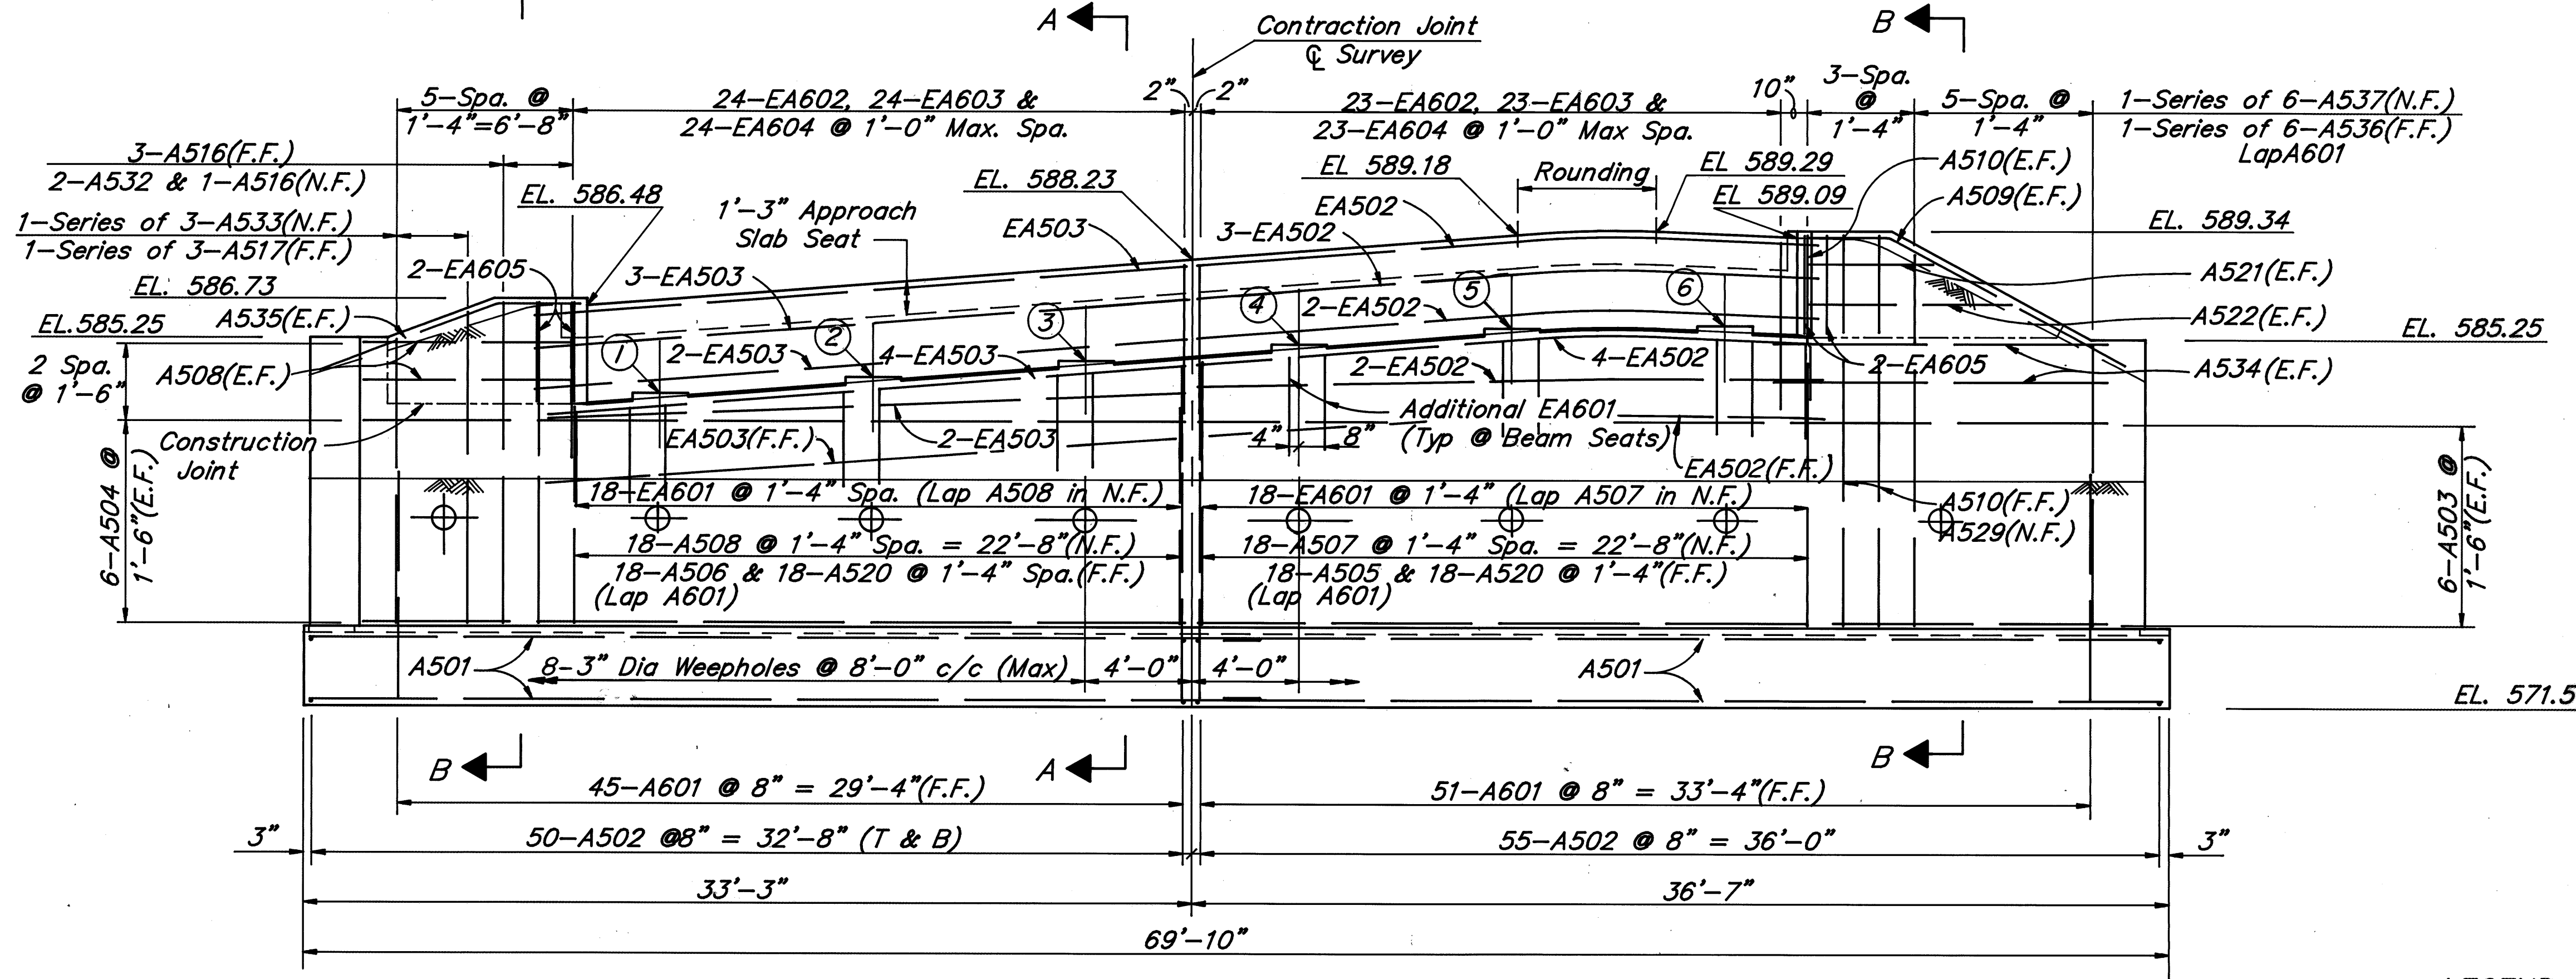 A
Contraction Joint
℄ Survey
B
5-Spa. @
1'-4"=6'-8"
24-EA602, 24-EA603 &
24-EA604 @ 1'-0" Max. Spa.
2"
2"
23-EA602, 23-EA603 &
23-EA604 @ 1'-0" Max Spa.
10"
3-Spa.
@
1'-4"
5-Spa. @
1'-4"
1-Series of 6-A537(N.F.)
1-Series of 6-A536(F.F.)
LapA601
3-A516(F.F.)
2-A532 & 1-A516(N.F.)
1-Series of 3-A533(N.F.)
1-Series of 3-A517(F.F.)
EL. 586.48
1'-3" Approach
Slab Seat
EL. 588.23
EA503
EL 589.18
Rounding
EA502
3-EA502
EL 589.29
EL 589.09
A510(E.F.)
A509(E.F.)
EL. 589.34
2-EA605
3-EA503
EL. 586.73
EL.585.25
A535(E.F.)
A521(E.F.)
A522(E.F.)
EL. 585.25
1
2
3
4
5
6
2-EA503
4-EA503
2-EA502
2 Spa.
@ 1'-6"
A508(E.F.)
2-EA502
4-EA502
2-EA605
A534(E.F.)
Construction
Joint
EA503(F.F.)
2-EA503
4"
8"
Additional EA601
(Typ @ Beam Seats)
EA502(F.F.)
6-A504 @
1'-6"(E.F.)
18-EA601 @ 1'-4" Spa. (Lap A508 in N.F.)
18-EA601 @ 1'-4" (Lap A507 in N.F.)
A510(F.F.)
A529(N.F.)
6-A503 @
1'-6"(E.F.)
18-A508 @ 1'-4" Spa. = 22'-8"(N.F.)
18-A506 & 18-A520 @ 1'-4" Spa.(F.F.)
(Lap A601)
18-A507 @ 1'-4" Spa. = 22'-8"(N.F.)
18-A505 & 18-A520 @ 1'-4"(F.F.)
(Lap A601)
A501
8-3" Dia Weepholes @ 8'-0" c/c (Max)
4'-0"
4'-0"
A501
EL. 571.5
B
A
B
45-A601 @ 8" = 29'-4"(F.F.)
51-A601 @ 8" = 33'-4"(F.F.)
3"
50-A502 @8" = 32'-8" (T & B)
55-A502 @ 8" = 36'-0"
3"
33'-3"
36'-7"
69'-10"